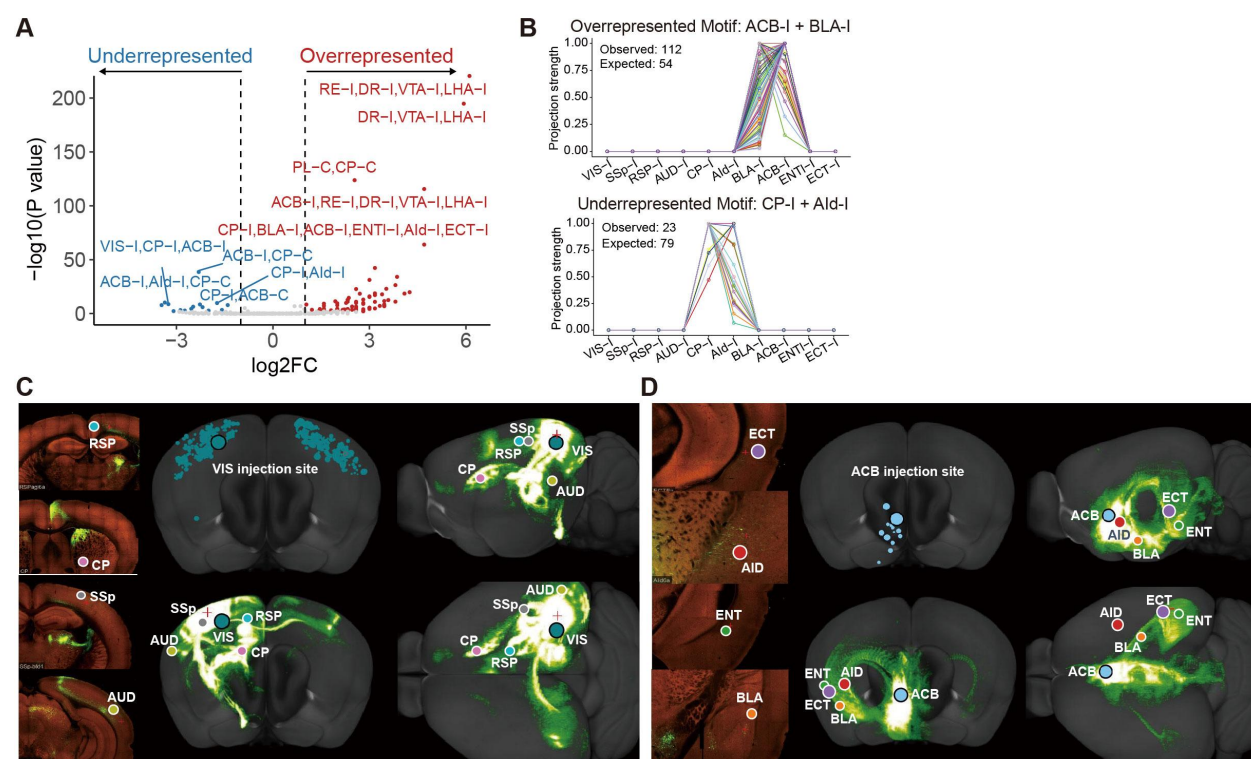 A
Underrepresented
Overrepresented
RE−I,DR−I,VTA−I,LHA−I
DR−I,VTA−I,LHA−I
PL−C,CP−C
ACB−I,RE−I,DR−I,VTA−I,LHA−I
CP−I,BLA−I,ACB−I,ENTI−I,AId−I,ECT−I
VIS−I,CP−I,ACB−I
ACB−I,CP−C
CP−I,AId−I
ACB−I,AId−I,CP−C
CP−I,ACB−C
−log10(P value)
200
150
100
50
0
−3
0
3
6
log2FC
B
Overrepresented Motif: ACB-I + BLA-I
Observed: 112
Expected: 54
Projection strength
1.00
0.75
0.50
0.25
0.00
VIS−I
SSp−I
RSP−I
AUD−I
CP−I
AId−I
BLA−I
ACB−I
ENTI−I
ECT−I
Underrepresented Motif: CP-I + AId-I
Observed: 23
Expected: 79
Projection strength
1.00
0.75
0.50
0.25
0.00
VIS−I
SSp−I
RSP−I
AUD−I
CP−I
AId−I
BLA−I
ACB−I
ENTI−I
ECT−I
C
RSP
CP
SSp
AUD
VIS injection site
SSp
RSP
VIS
CP
AUD
SSp
RSP
AUD
VIS
CP
AUD
SSp
CP
RSP
VIS
D
ECT
AID
ENT
BLA
ACB injection site
ECT
ACB
AID
ENT
BLA
ENT
AID
ECT
BLA
ACB
AID
ECT
ENT
BLA
ACB